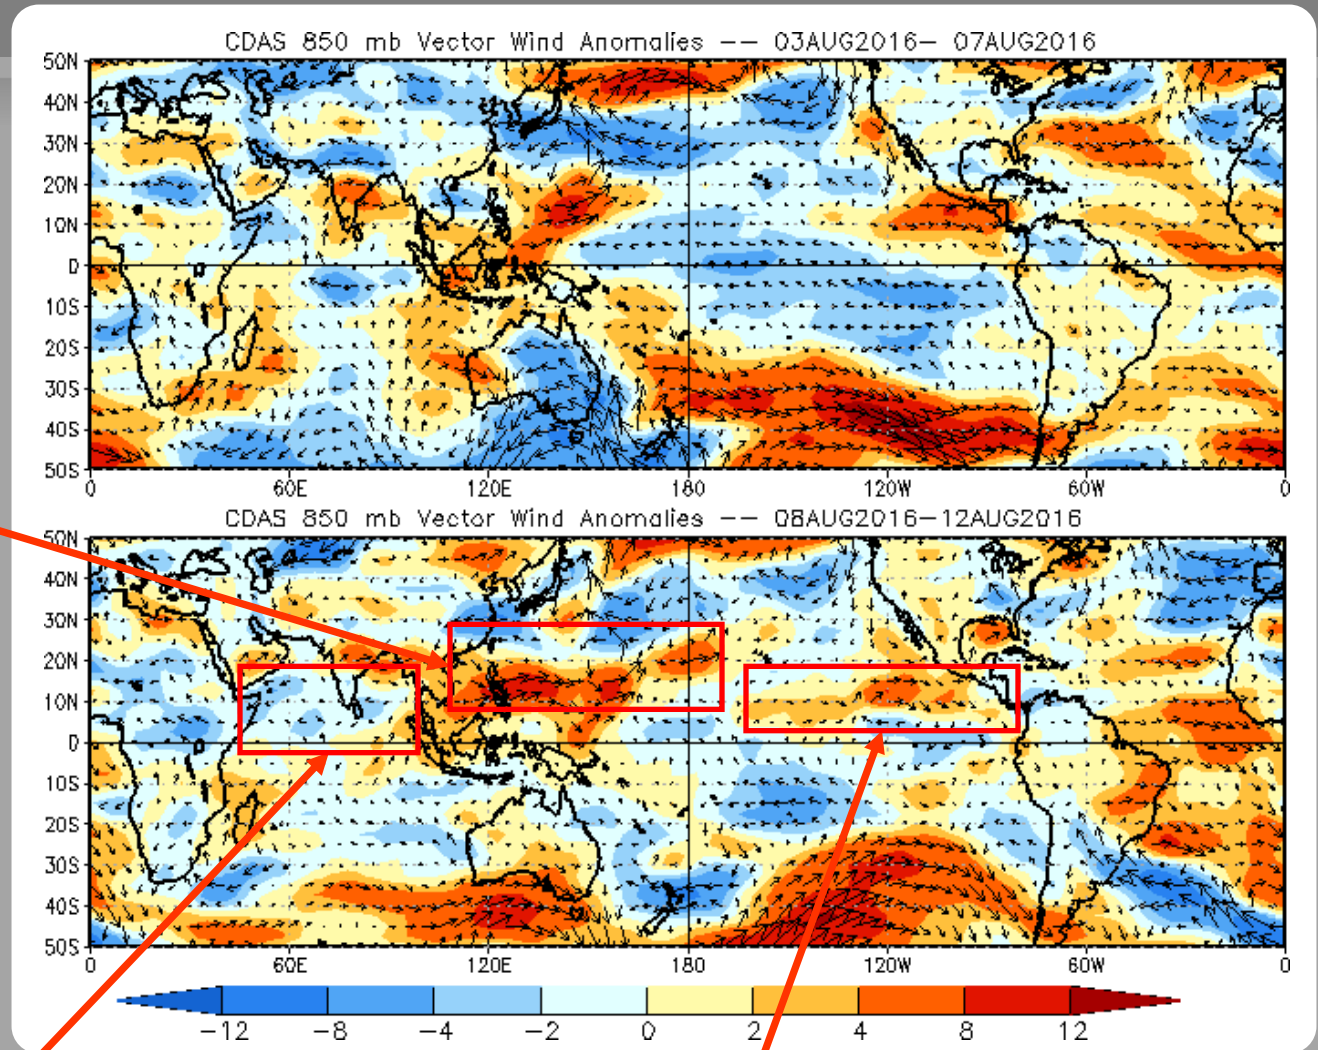 CDAS 850 mb Vector Wind Anomalies -- 03AUG2016- 07AUG2016
50N
40N
30N
20N
10N
0
10S
20S
30S
40S
50S
0 60E 120E 180 120W 60W 0
CDAS 850 mb Vector Wind Anomalies -- 08AUG2016-12AUG2016
50N
40N
30N
20N
10N
0
10S
20S
30S
40S
50S
0 60E 120E 180 120W 60W 0
-12 -8 -4 -2 0 2 4 8 12